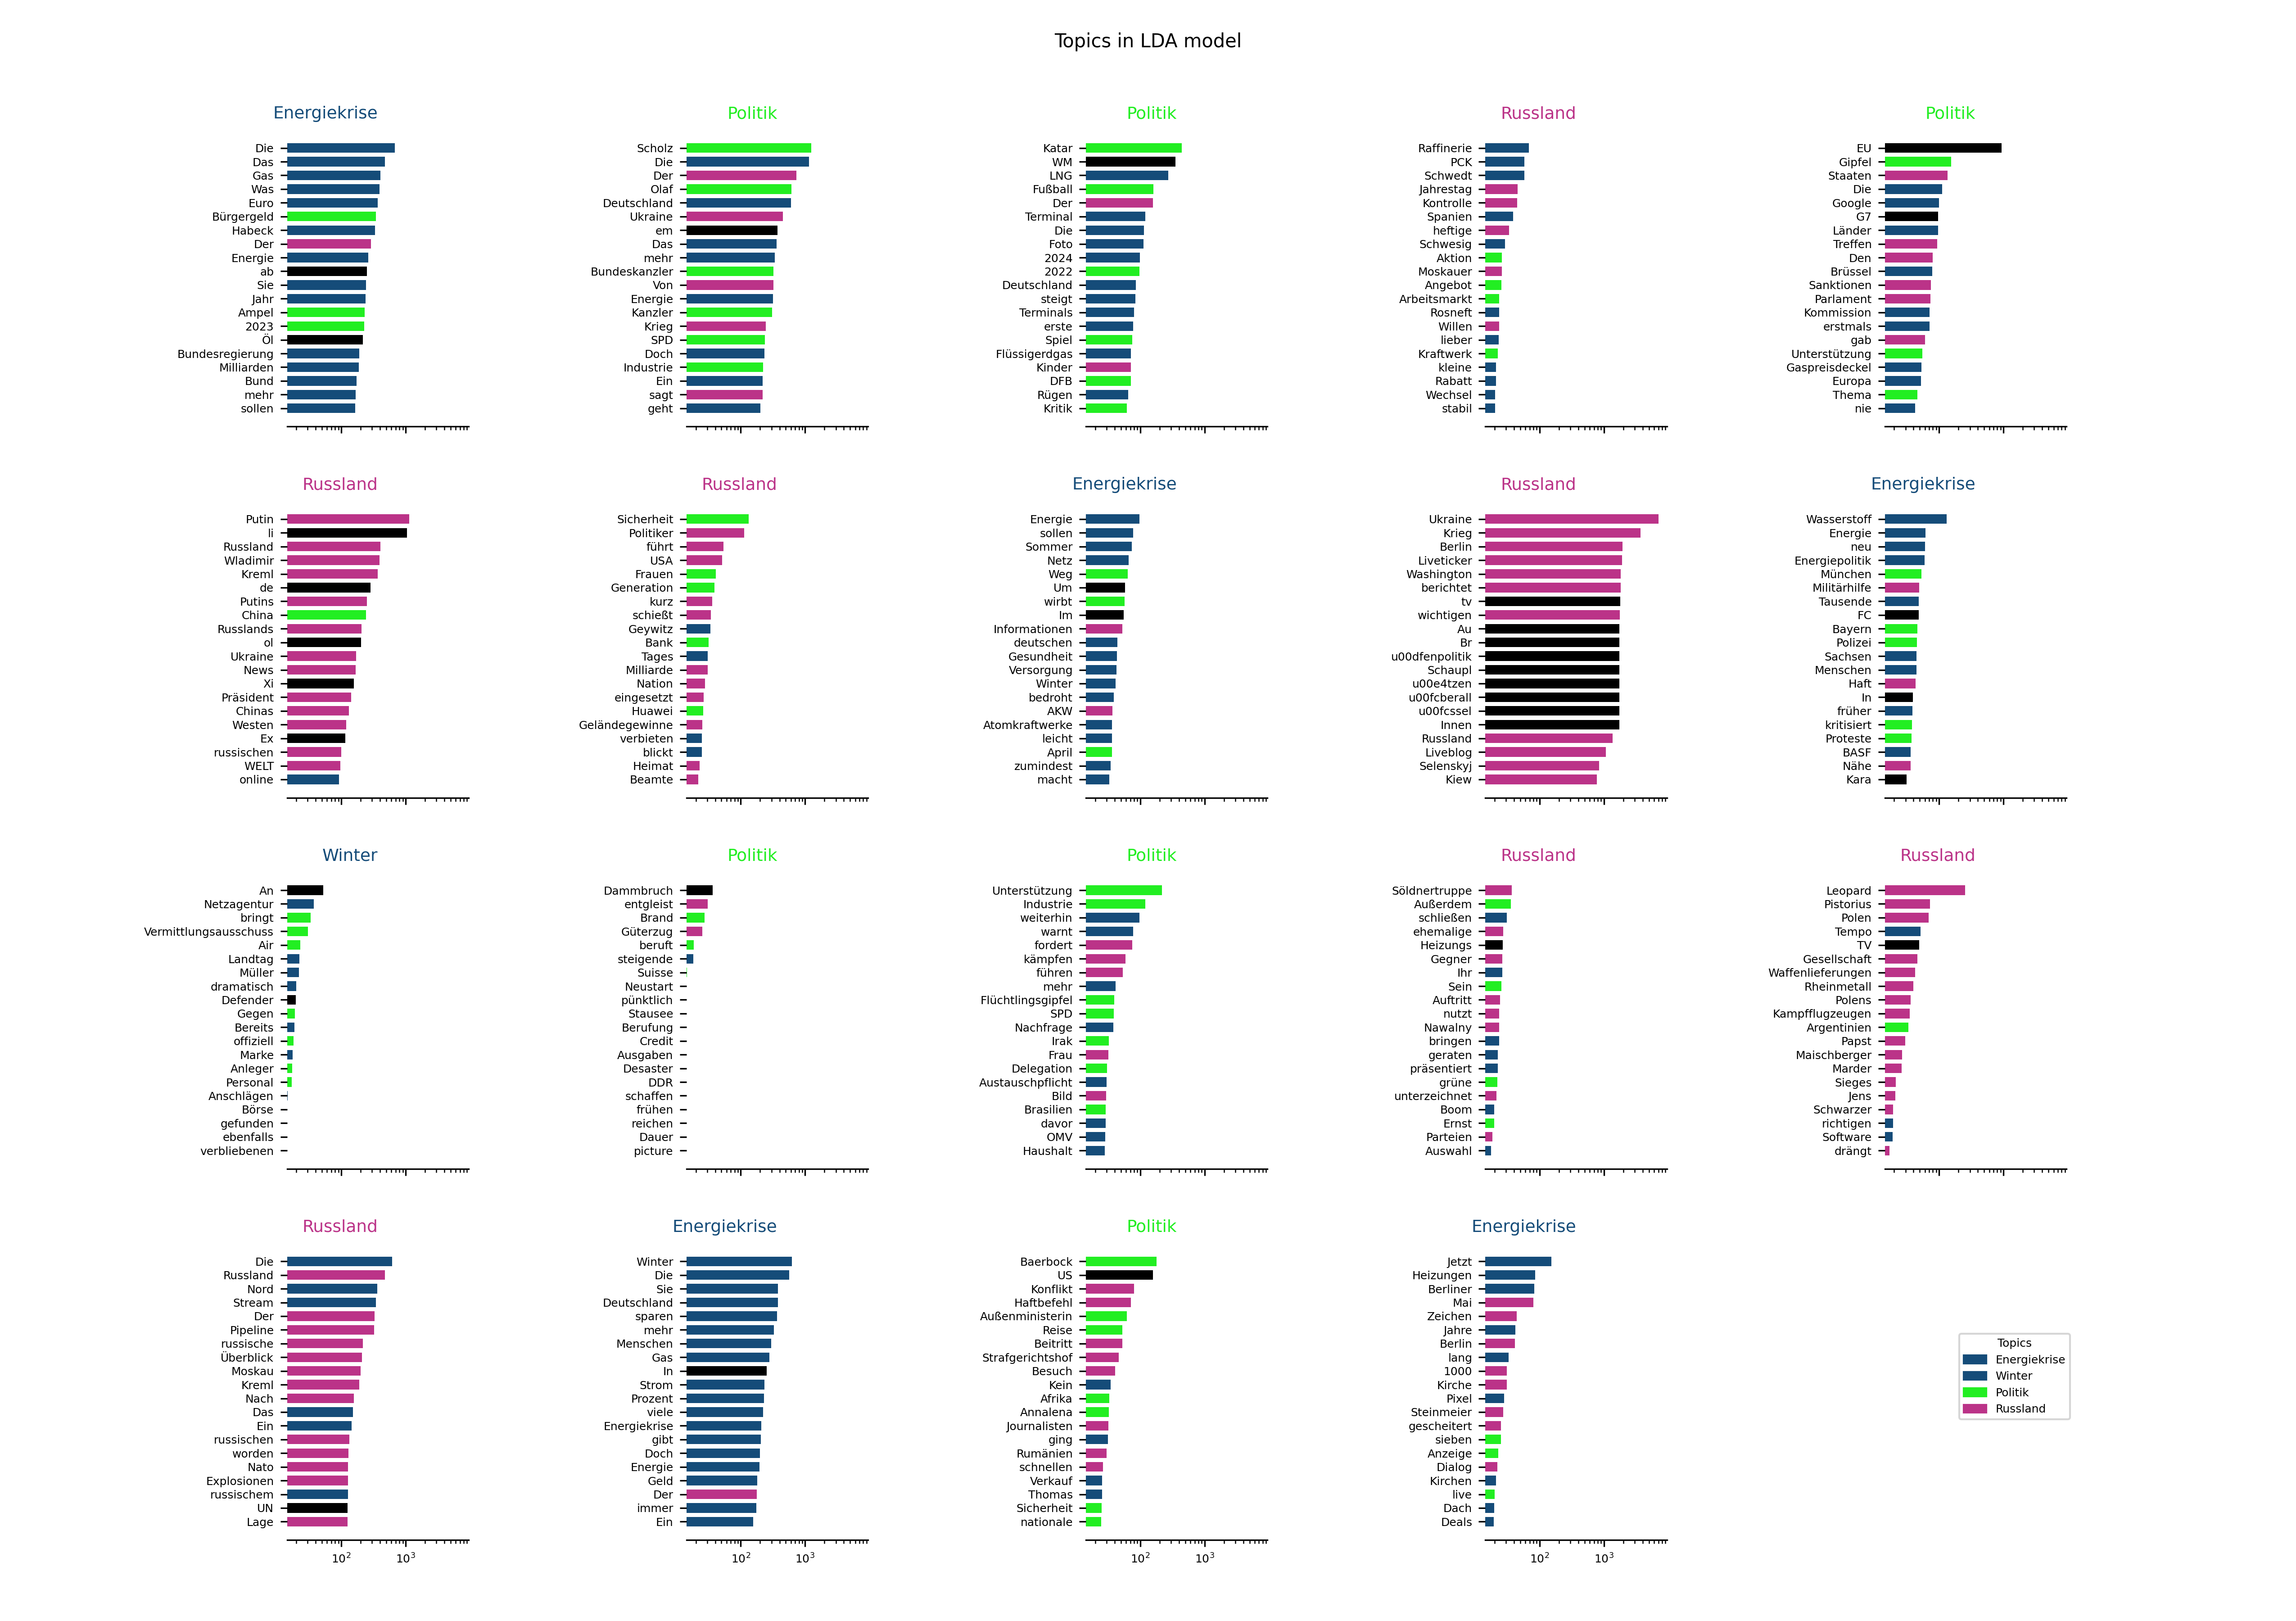 Topics in LDA model
Energiekrise
Die
Das
Gas
Was
Euro
Bürgergeld
Habeck
Der
Energie
ab
Sie
Jahr
Ampel
2023
Öl
Bundesregierung
Milliarden
Bund
mehr
sollen
Politik
Scholz
Die
Der
Olaf
Deutschland
Ukraine
em
Das
mehr
Bundeskanzler
Von
Energie
Kanzler
Krieg
SPD
Doch
Industrie
Ein
sagt
geht
Politik
Katar
WM
LNG
Fußball
Der
Terminal
Die
Foto
2024
2022
Deutschland
steigt
Terminals
erste
Spiel
Flüssigerdgas
Kinder
DFB
Rügen
Kritik
Russland
Raffinerie
PCK
Schwedt
Jahrestag
Kontrolle
Spanien
heftige
Schwesig
Aktion
Moskauer
Angebot
Arbeitsmarkt
Rosneft
Willen
lieber
Kraftwerk
kleine
Rabatt
Wechsel
stabil
Politik
EU
Gipfel
Staaten
Die
Google
G7
Länder
Treffen
Den
Brüssel
Sanktionen
Parlament
Kommission
erstmals
gab
Unterstützung
Gaspreisdeckel
Europa
Thema
nie
Russland
Putin
li
Russland
Wladimir
Kreml
de
Putins
China
Russlands
ol
Ukraine
News
Xi
Präsident
Chinas
Westen
Ex
russischen
WELT
online
Russland
Sicherheit
Politiker
führt
USA
Frauen
Generation
kurz
schießt
Geywitz
Bank
Tages
Milliarde
Nation
eingesetzt
Huawei
Geländegewinne
verbieten
blickt
Heimat
Beamte
Energiekrise
Energie
sollen
Sommer
Netz
Weg
Um
wirbt
Im
Informationen
deutschen
Gesundheit
Versorgung
Winter
bedroht
AKW
Atomkraftwerke
leicht
April
zumindest
macht
Russland
Ukraine
Krieg
Berlin
Liveticker
Washington
berichtet
tv
wichtigen
Au
Br
u00dfenpolitik
Schaupl
u00e4tzen
u00fcberall
u00fcssel
Innen
Russland
Liveblog
Selenskyj
Kiew
Energiekrise
Wasserstoff
Energie
neu
Energiepolitik
München
Militärhilfe
Tausende
FC
Bayern
Polizei
Sachsen
Menschen
Haft
In
früher
kritisiert
Proteste
BASF
Nähe
Kara
Winter
An
Netzagentur
bringt
Vermittlungsausschuss
Air
Landtag
Müller
dramatisch
Defender
Gegen
Bereits
offiziell
Marke
Anleger
Personal
Anschlägen
Börse
gefunden
ebenfalls
verbliebenen
Politik
Dammbruch
entgleist
Brand
Güterzug
beruft
steigende
Suisse
Neustart
pünktlich
Stausee
Berufung
Credit
Ausgaben
Desaster
DDR
schaffen
frühen
reichen
Dauer
picture
Politik
Unterstützung
Industrie
weiterhin
warnt
fordert
kämpfen
führen
mehr
Flüchtlingsgipfel
SPD
Nachfrage
Irak
Frau
Delegation
Austauschpflicht
Bild
Brasilien
davor
OMV
Haushalt
Russland
Söldnertruppe
Außerdem
schließen
ehemalige
Heizungs
Gegner
Ihr
Sein
Auftritt
nutzt
Nawalny
bringen
geraten
präsentiert
grüne
unterzeichnet
Boom
Ernst
Parteien
Auswahl
Russland
Leopard
Pistorius
Polen
Tempo
TV
Gesellschaft
Waffenlieferungen
Rheinmetall
Polens
Kampfflugzeugen
Argentinien
Papst
Maischberger
Marder
Sieges
Jens
Schwarzer
richtigen
Software
drängt
Russland
Die
Russland
Nord
Stream
Der
Pipeline
russische
Überblick
Moskau
Kreml
Nach
Das
Ein
russischen
worden
Nato
Explosionen
russischem
UN
Lage
10² 10³
Energiekrise
Winter
Die
Sie
Deutschland
sparen
mehr
Menschen
Gas
In
Strom
Prozent
viele
Energiekrise
gibt
Doch
Energie
Geld
Der
immer
Ein
10² 10³
Politik
Baerbock
US
Konflikt
Haftbefehl
Außenministerin
Reise
Beitritt
Strafgerichtshof
Besuch
Kein
Afrika
Annalena
Journalisten
ging
Rumänien
schnellen
Verkauf
Thomas
Sicherheit
nationale
10² 10³
Energiekrise
Jetzt
Heizungen
Berliner
Mai
Zeichen
Jahre
Berlin
lang
1000
Kirche
Pixel
Steinmeier
gescheitert
sieben
Anzeige
Dialog
Kirchen
live
Dach
Deals
10² 10³
Topics
Energiekrise
Winter
Politik
Russland